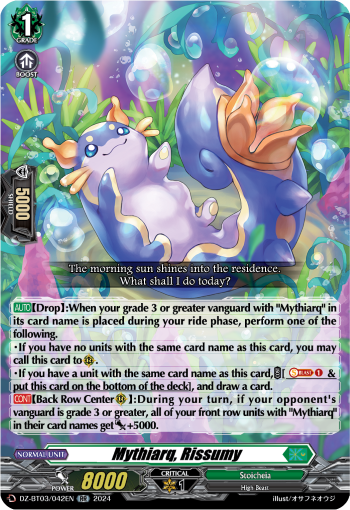 1
GRADE
BOOST
5000
SHIELD
The morning sun shines into the residence.
What shall I do today?
AUTO [Drop]:When your grade 3 or greater vanguard with "Mythiarq" in
its card name is placed during your ride phase, perform one of the
following.
・If you have no units with the same card name as this card, you may
call this card to .
・If you have a unit with the same card name as this card, [ BLAST 1 &
put this card on the bottom of the deck], and draw a card.
CONT [Back Row Center ]:During your turn, if your opponent's
vanguard is grade 3 or greater, all of your front row units with "Mythiarq"
in their card names get +5000.
NORMAL UNIT
Mythiarq, Rissumy
POWER
8000
CRITICAL
1
Stoicheia
High Beast
DZ-BT03/042EN RR 2024
illust/オサフネオウジ